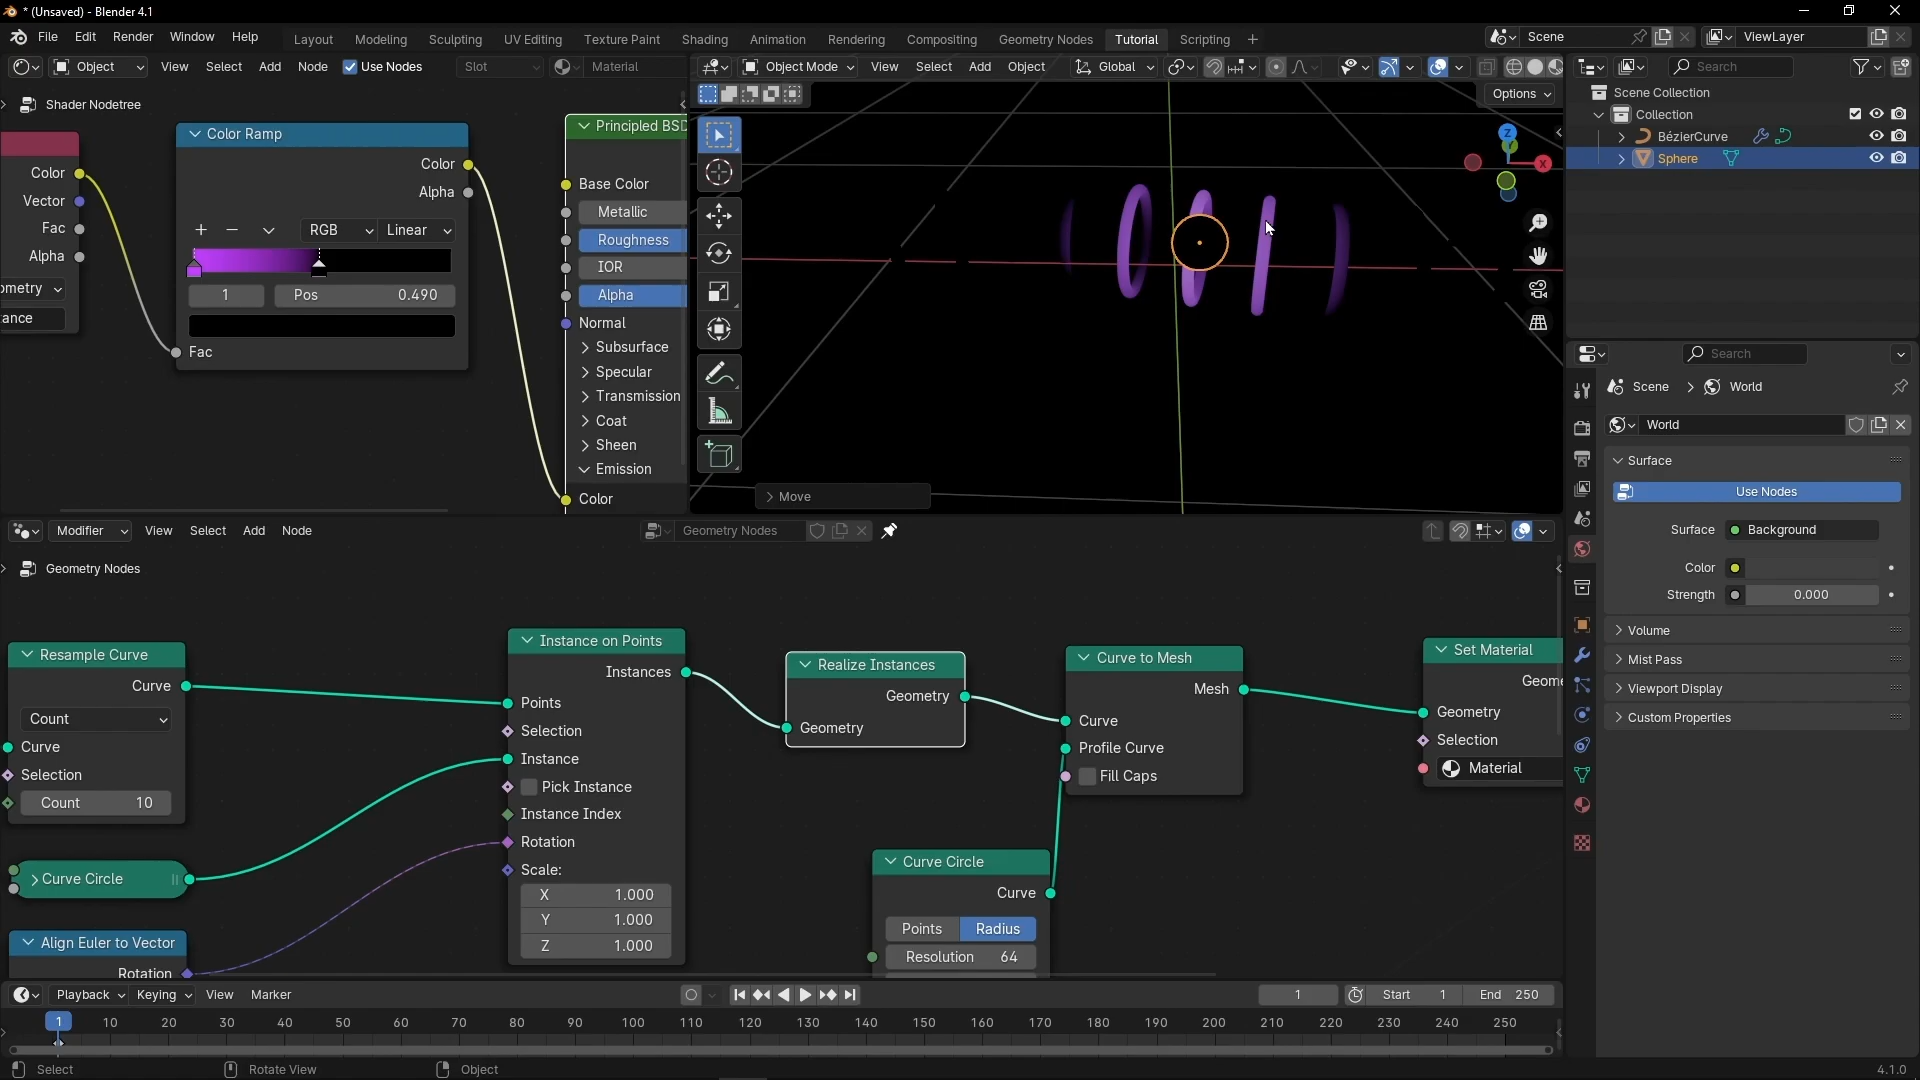 * (Unsaved) - Blender 4.1
File Edit Render Window Help Layout Modeling Sculpting UV Editing Texture Paint Shading Animation Rendering Compositing Geometry Nodes Tutorial Scripting + Scene ViewLayer
Object View Select Add Node Use Nodes Slot Material
Object Mode View Select Add Object Global
Options
Search
Shader Nodetree
Color
Vector
Fac
Alpha
ometry
ance
Color Ramp
Color
Alpha
RGB Linear
1 Pos 0.490
Fac
Principled BSD
Base Color
Metallic
Roughness
IOR
Alpha
Normal
Subsurface
Specular
Transmission
Coat
Sheen
Emission
Color
Z
X
Move
Scene Collection
Collection
BézierCurve
Sphere
Search
Scene World
World
Surface
Use Nodes
Surface Background
Color
Strength 0.000
Volume
Mist Pass
Viewport Display
Custom Properties
Modifier View Select Add Node Geometry Nodes
Geometry Nodes
Resample Curve
Curve
Count
Curve
Selection
Count 10
Curve Circle
Align Euler to Vector
Rotation
Instance on Points
Instances
Points
Selection
Instance
Pick Instance
Instance Index
Rotation
Scale:
X 1.000
Y 1.000
Z 1.000
Realize Instances
Geometry
Geometry
Curve to Mesh
Mesh
Curve
Profile Curve
Fill Caps
Curve Circle
Curve
Points Radius
Resolution 64
Set Material
Geome
Geometry
Selection
Material
Playback Keying View Marker 1 Start 1 End 250
1 10 20 30 40 50 60 70 80 90 100 110 120 130 140 150 160 170 180 190 200 210 220 230 240 250
Select Rotate View Object 4.1.0